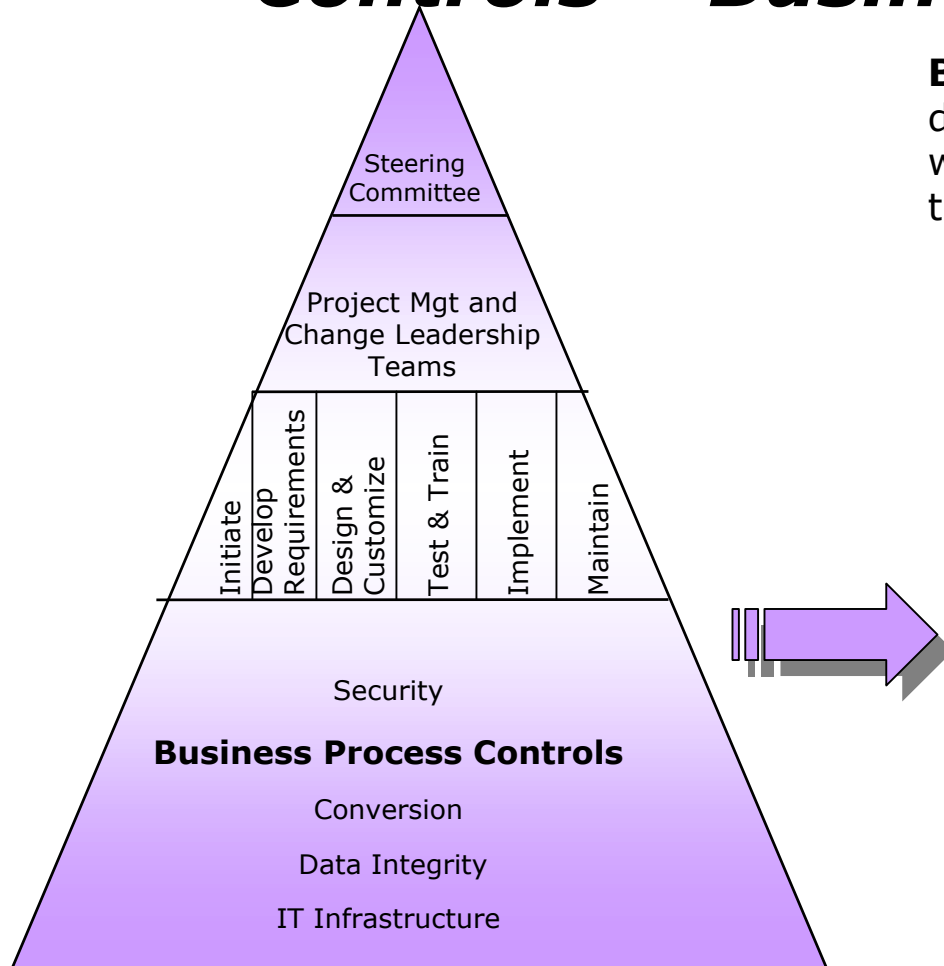 Controls
Steering
Committee
Project Mgt and
Change Leadership
Teams
Initiate
Develop
Requirements
Design &
Customize
Test & Train
Implement
Maintain
Security
Business Process Controls
Conversion
Data Integrity
IT Infrastructure